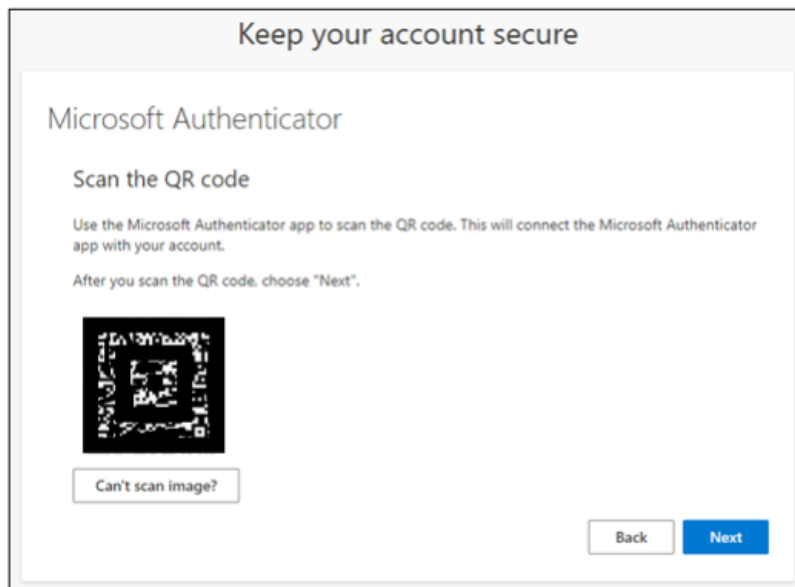 Keep your account secure
Microsoft Authenticator
Scan the QR code
Use the Microsoft Authenticator app to scan the QR code. This will connect the Microsoft Authenticator
app with your account.
After you scan the QR code, choose "Next".
Can't scan image?
Back
Next